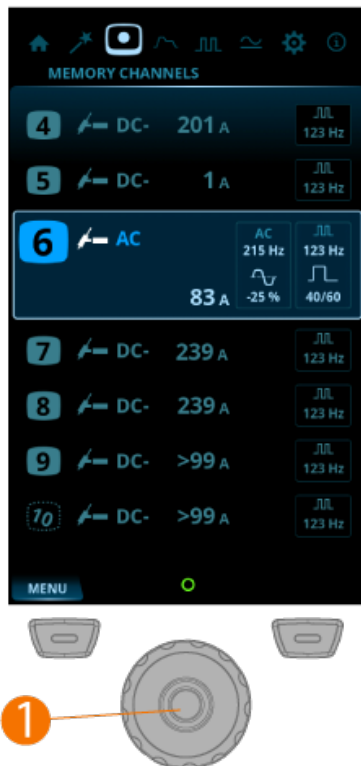 MEMORY CHANNELS
4 DC- 201 A 123 Hz
5 DC- 1 A 123 Hz
6 AC AC 215 Hz 123 Hz
83 A -25 % 40/60
7 DC- 239 A 123 Hz
8 DC- 239 A 123 Hz
9 DC- >99 A 123 Hz
10 DC- >99 A 123 Hz
MENU
1